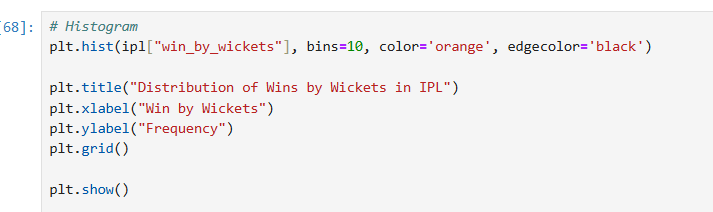 [68]: # Histogram
plt.hist(ipl["win_by_wickets"], bins=10, color='orange', edgecolor='black')
plt.title("Distribution of Wins by Wickets in IPL")
plt.xlabel("Win by Wickets")
plt.ylabel("Frequency")
plt.grid()
plt.show()